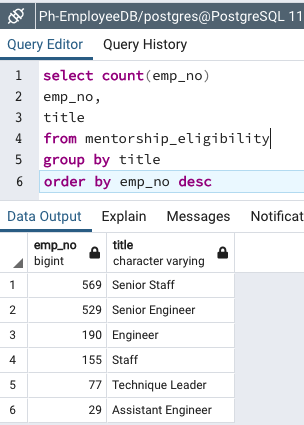 Ph-EmployeeDB/postgres@PostgreSQL 11
Query Editor Query History
1 select count(emp_no)
2 emp_no,
3 title
4 from mentorship_eligibility
5 group by title
6 order by emp_no desc
Data Output Explain Messages Notificat
emp_no title
bigint character varying
1 569 Senior Staff
2 529 Senior Engineer
3 190 Engineer
4 155 Staff
5 77 Technique Leader
6 29 Assistant Engineer